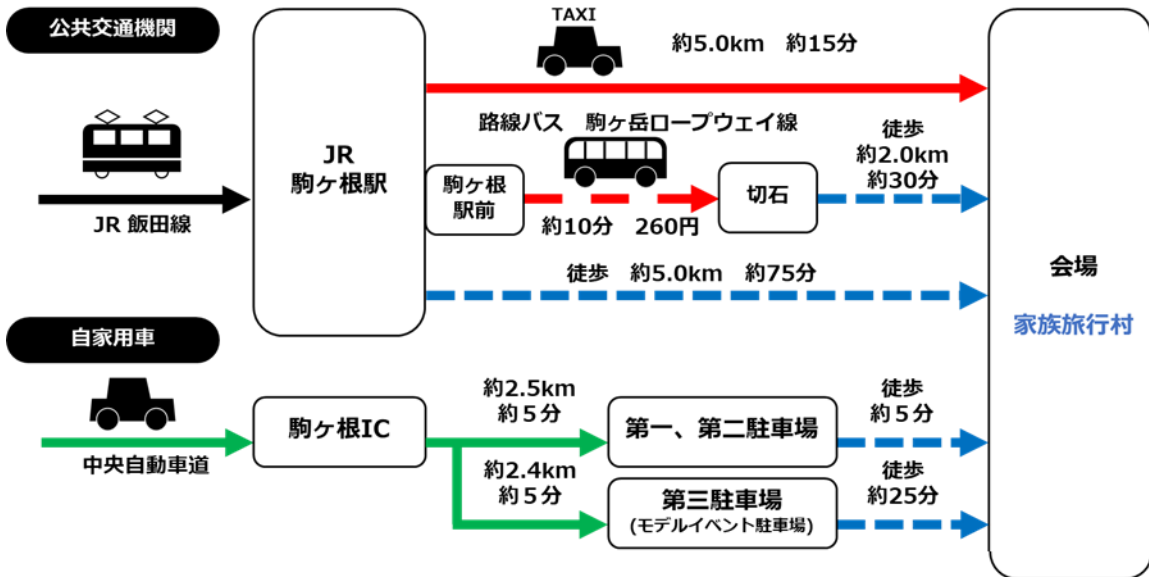 公共交通機関
JR
駒ヶ根駅
TAXI
約5.0km 約15分
路線バス 駒ヶ岳ロープウェイ線
駒ヶ根
駅前
約10分 260円
切石
徒歩
約2.0km
約30分
JR 飯田線
徒歩 約5.0km 約75分
会場
家族旅行村
自家用車
中央自動車道
駒ヶ根IC
約2.5km
約５分
第一、第二駐車場
徒歩
約５分
約2.4km
約５分
第三駐車場
(モデルイベント駐車場)
徒歩
約25分